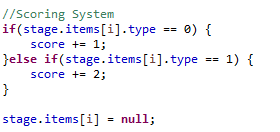 //Scoring System
if(stage.items[i].type == 0) {
    score += 1;
}else if(stage.items[i].type == 1) {
    score += 2;
}
stage.items[i] = null;